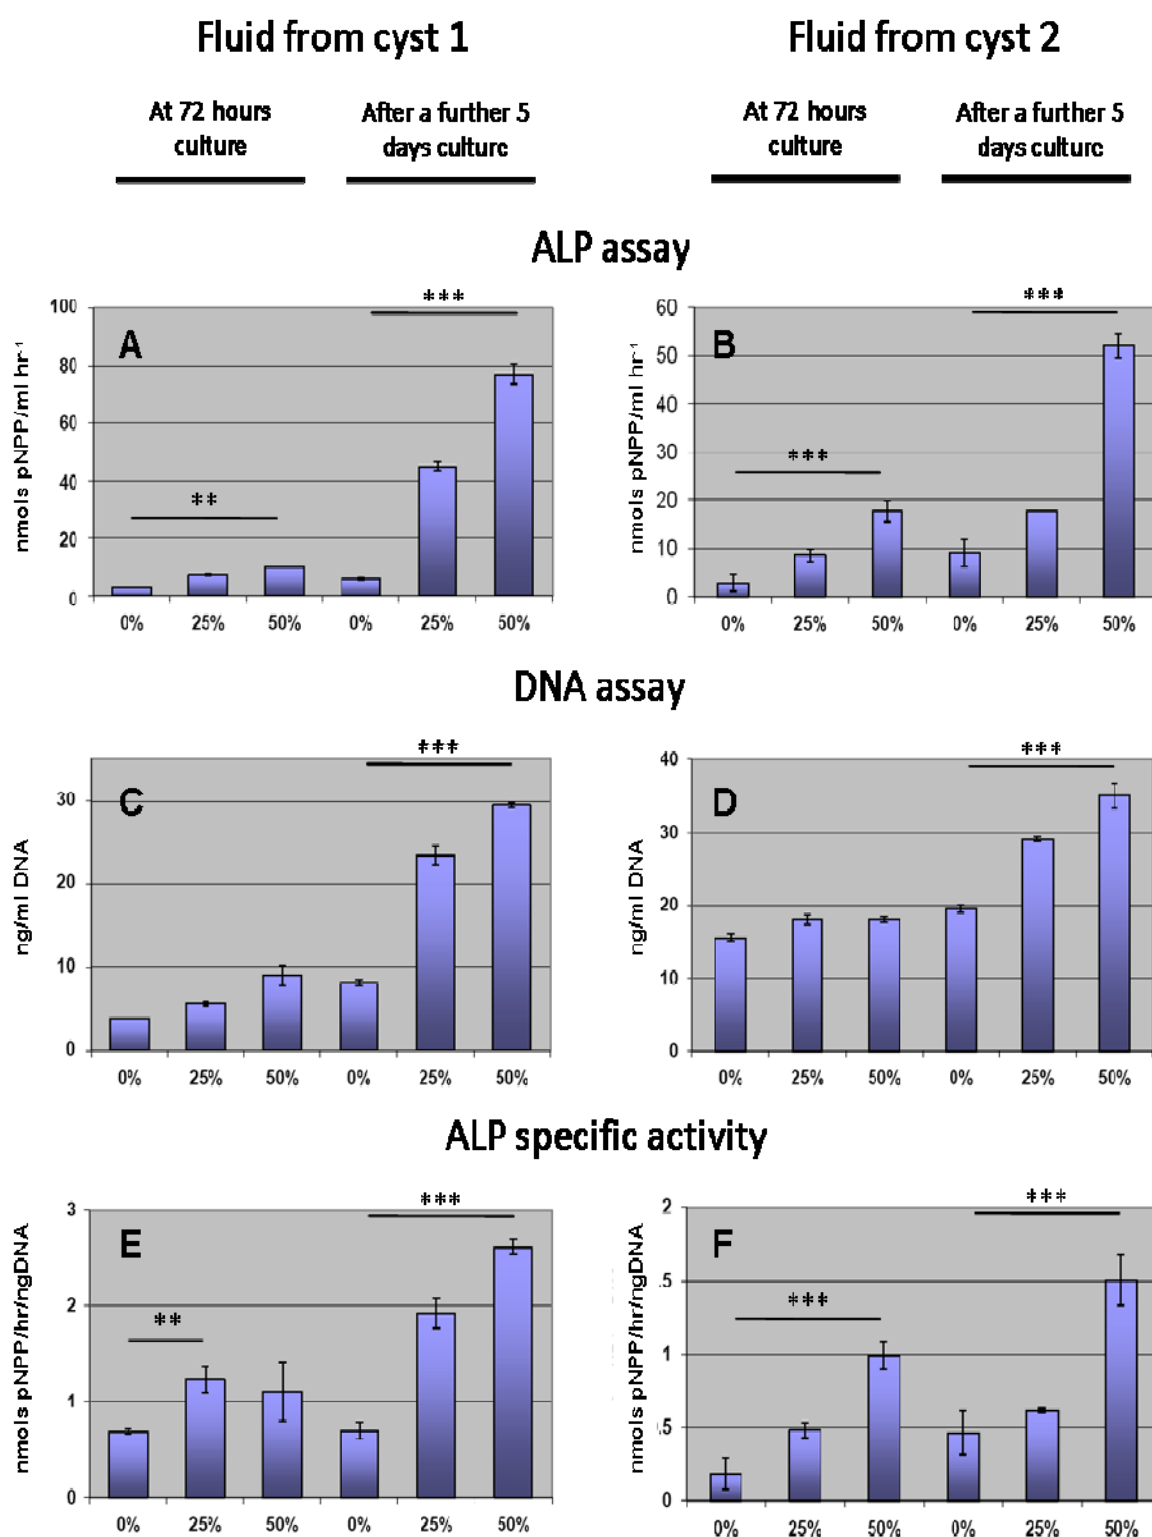 Fluid from cyst 1
Fluid from cyst 2
At 72 hours
culture
After a further 5
days culture
At 72 hours
culture
After a further 5
days culture
ALP assay
nmols pNPP/ml hr⁻¹
100
80
60
40
20
0
A
**
***
0% 25% 50% 0% 25% 50%
nmols pNPP/ml hr⁻¹
60
50
40
30
20
10
0
B
***
***
0% 25% 50% 0% 25% 50%
DNA assay
ng/ml DNA
30
20
10
0
C
***
0% 25% 50% 0% 25% 50%
ng/ml DNA
40
30
20
10
0
D
***
0% 25% 50% 0% 25% 50%
ALP specific activity
nmols pNPP/hr/ngDNA
3
2
1
0
E
**
***
0% 25% 50% 0% 25% 50%
nmols pNPP/hr/ngDNA
2
.5
1
.5
0
F
***
***
0% 25% 50% 0% 25% 50%